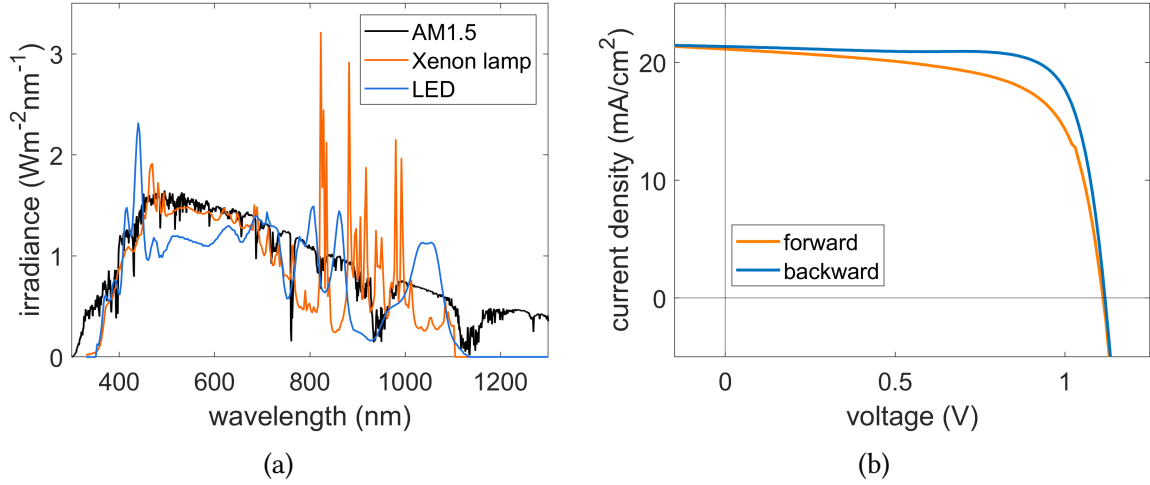 irradiance (Wm⁻²nm⁻¹)
3
2
1
0
400
600
800
1000
1200
wavelength (nm)
AM1.5
Xenon lamp
LED
(a)
current density (mA/cm²)
20
10
0
0
0.5
1
voltage (V)
forward
backward
(b)